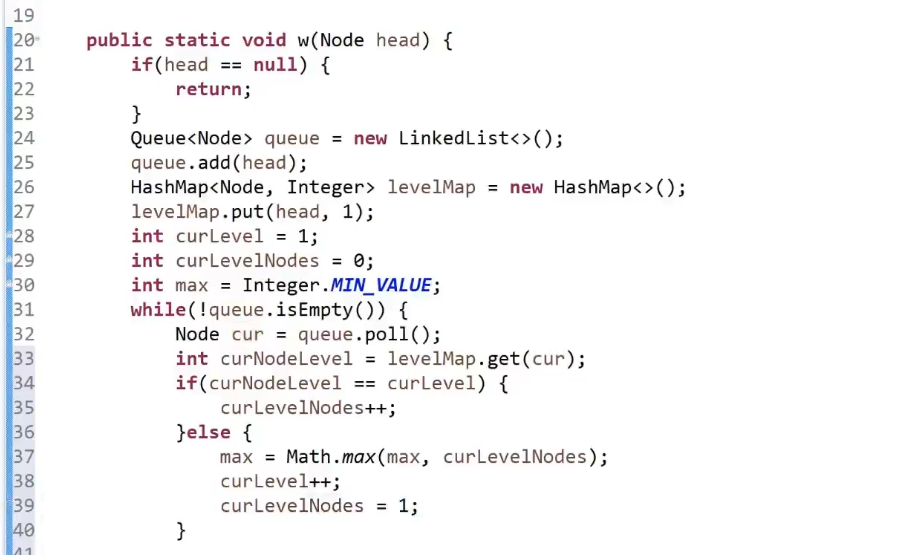 19
20 public static void w(Node head) {
21 if(head == null) {
22 return;
23 }
24 Queue<Node> queue = new LinkedList<>();
25 queue.add(head);
26 HashMap<Node, Integer> levelMap = new HashMap<>();
27 levelMap.put(head, 1);
28 int curLevel = 1;
29 int curLevelNodes = 0;
30 int max = Integer.MIN_VALUE;
31 while(!queue.isEmpty()) {
32 Node cur = queue.poll();
33 int curNodeLevel = levelMap.get(cur);
34 if(curNodeLevel == curLevel) {
35 curLevelNodes++;
36 }else {
37 max = Math.max(max, curLevelNodes);
38 curLevel++;
39 curLevelNodes = 1;
40 }
41